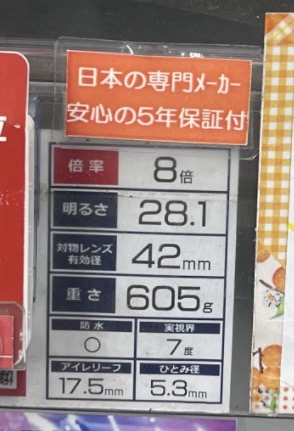 日本の専門メーカー
安心の5年保証付
倍率 8倍
明るさ 28.1
対物レンズ有効径 42mm
重さ 605g
防水 実視界
○ 7度
アイレリーフ ひとみ径
17.5mm 5.3mm